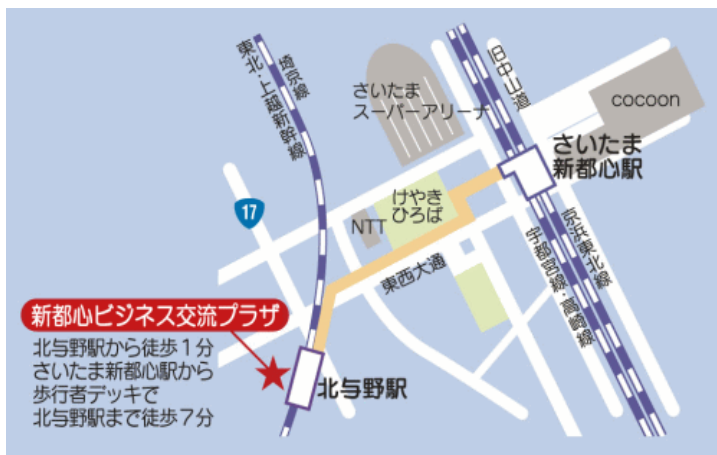 埼京線
東北・上越新幹線
旧中山道
さいたま
スーパーアリーナ
cocoon
さいたま
新都心駅
けやき
ひろば
NTT
17
東西大通
京浜東北線
宇都宮線・高崎線
新都心ビジネス交流プラザ
北与野駅から徒歩1分
さいたま新都心駅から
歩行者デッキで
北与野駅まで徒歩7分
北与野駅